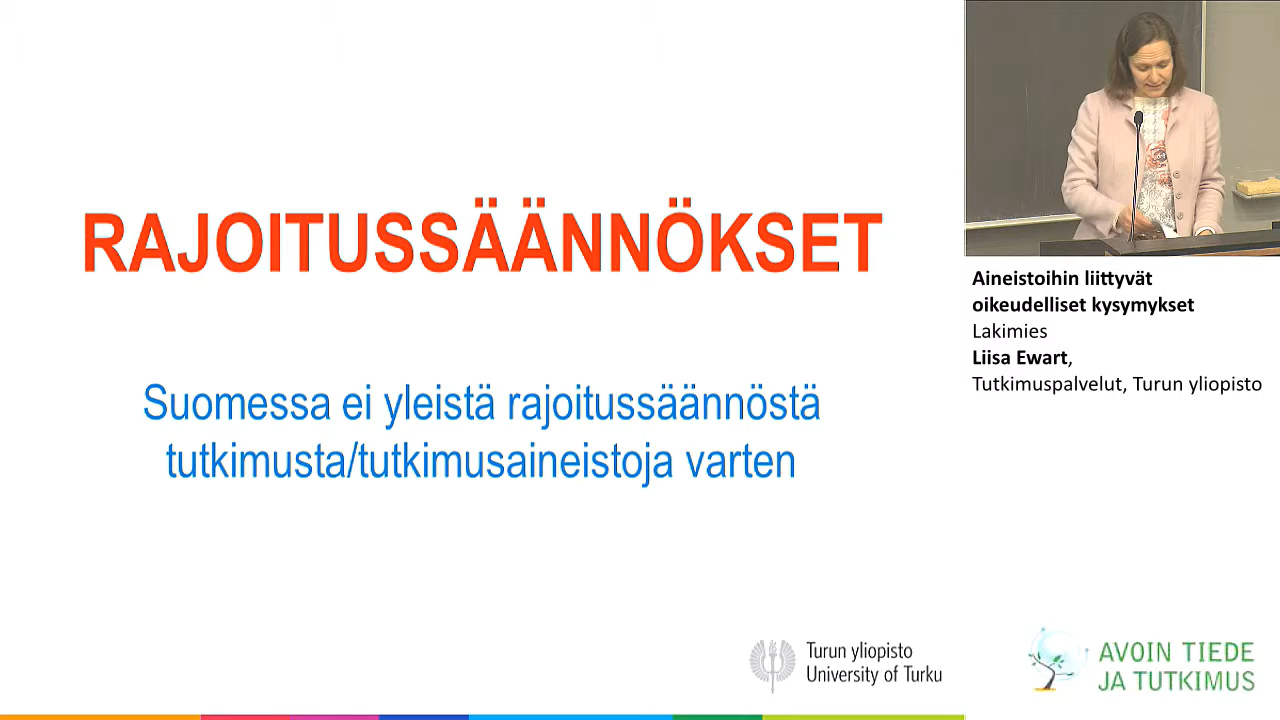 RAJOITUSSÄÄNNÖKSET
Suomessa ei yleistä rajoitussäännöstä
tutkimusta/tutkimusaineistoja varten
Aineistoihin liittyvät
oikeudelliset kysymykset
Lakimies
Liisa Ewart,
Tutkimuspalvelut, Turun yliopisto
Turun yliopisto
University of Turku
AVOIN TIEDE
JA TUTKIMUS